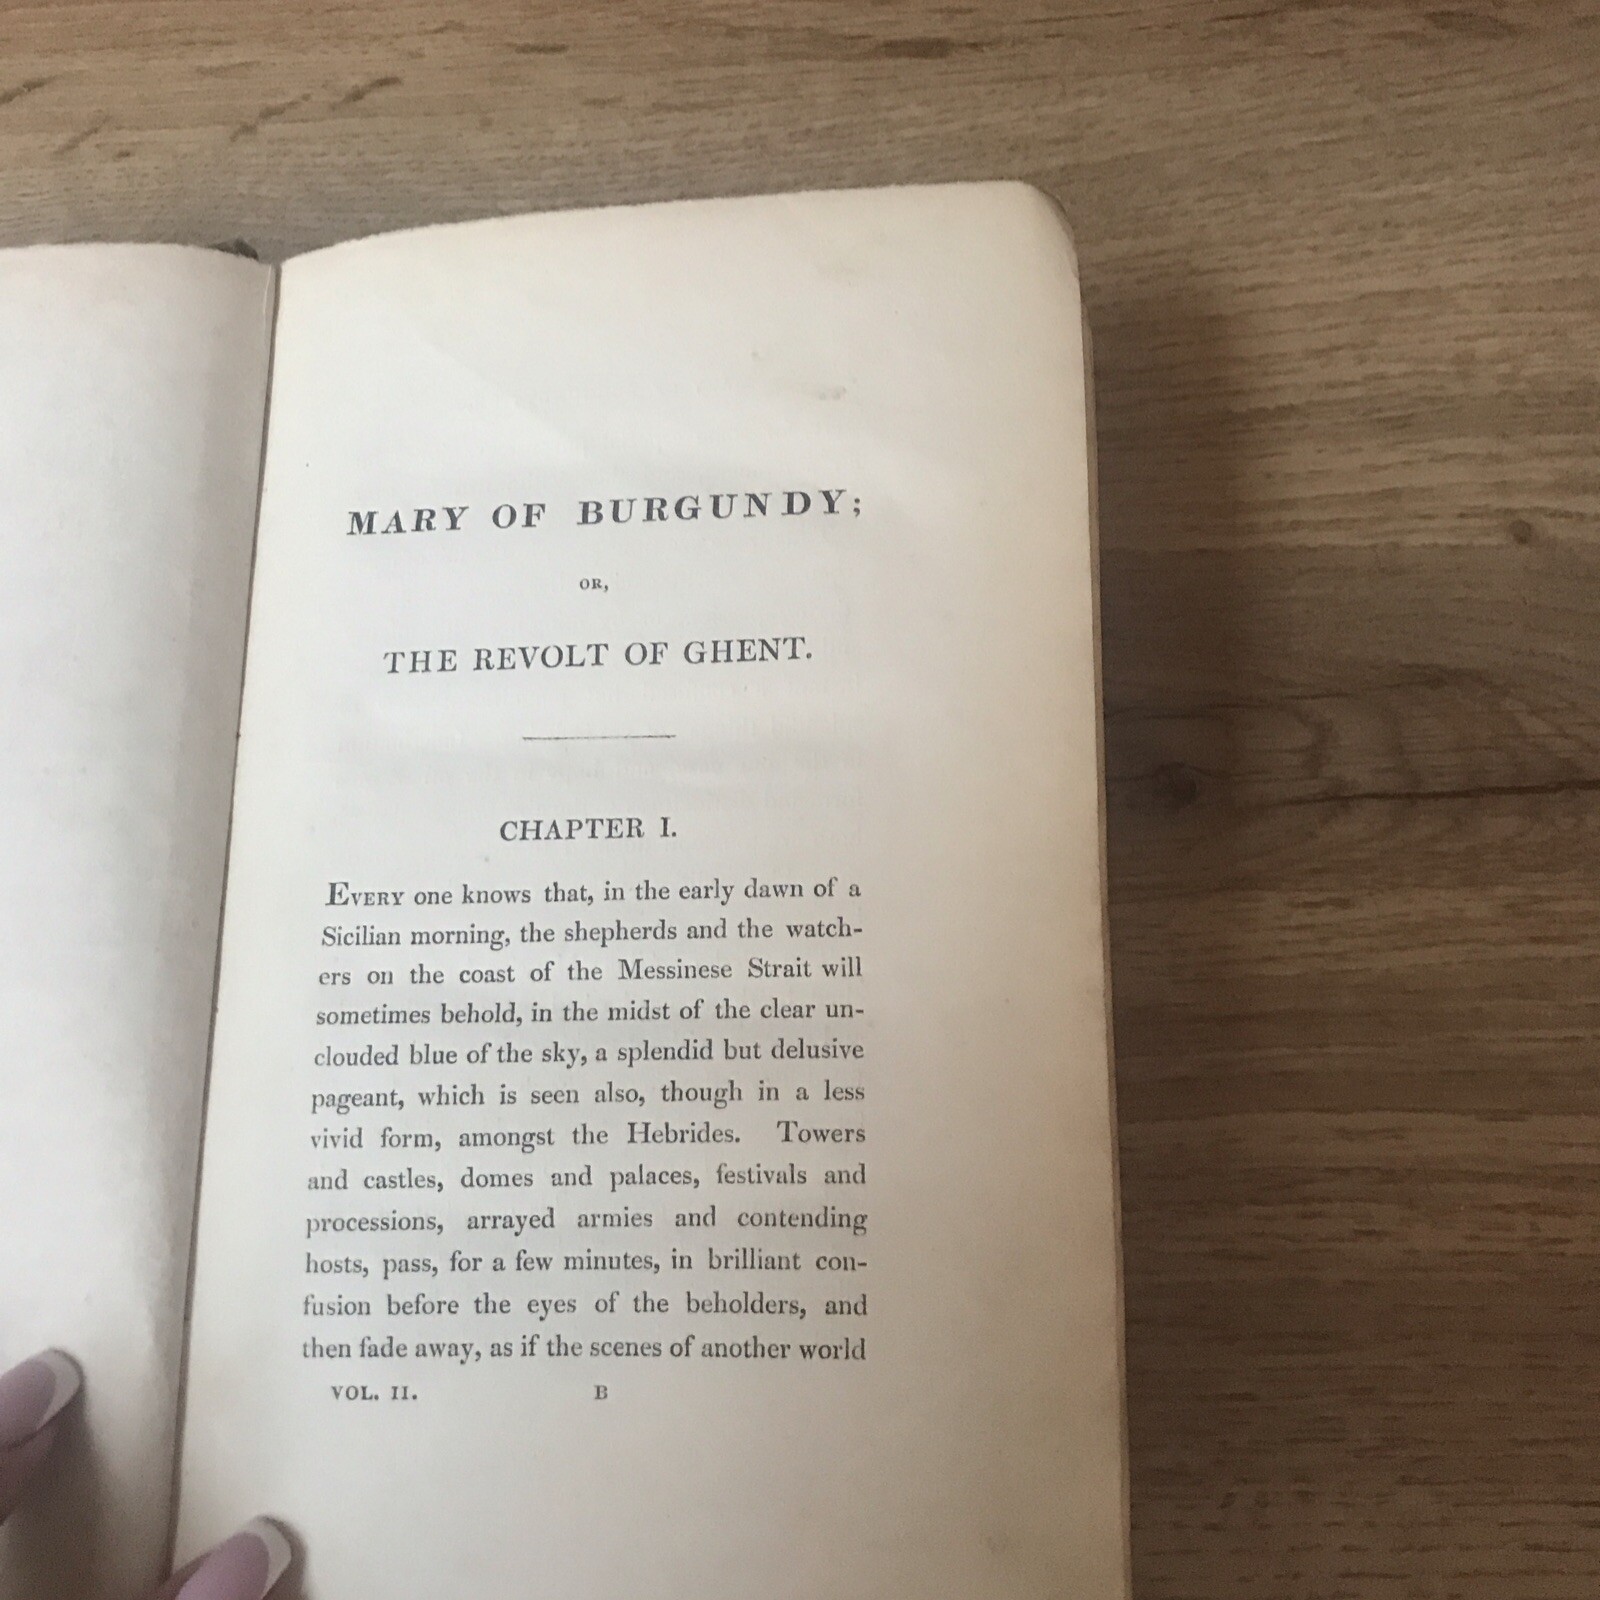 MARY OF BURGUNDY;
OR,
THE REVOLT OF GHENT.
CHAPTER I.
EVERY one knows that, in the early dawn of a
Sicilian morning, the shepherds and the watch-
ers on the coast of the Messinese Strait will
sometimes behold, in the midst of the clear un-
clouded blue of the sky, a splendid but delusive
pageant, which is seen also, though in a less
vivid form, amongst the Hebrides. Towers
and castles, domes and palaces, festivals and
processions, arrayed armies and contending
hosts, pass, for a few minutes, in brilliant con-
fusion before the eyes of the beholders, and
then fade away, as if the scenes of another world
VOL. II. B